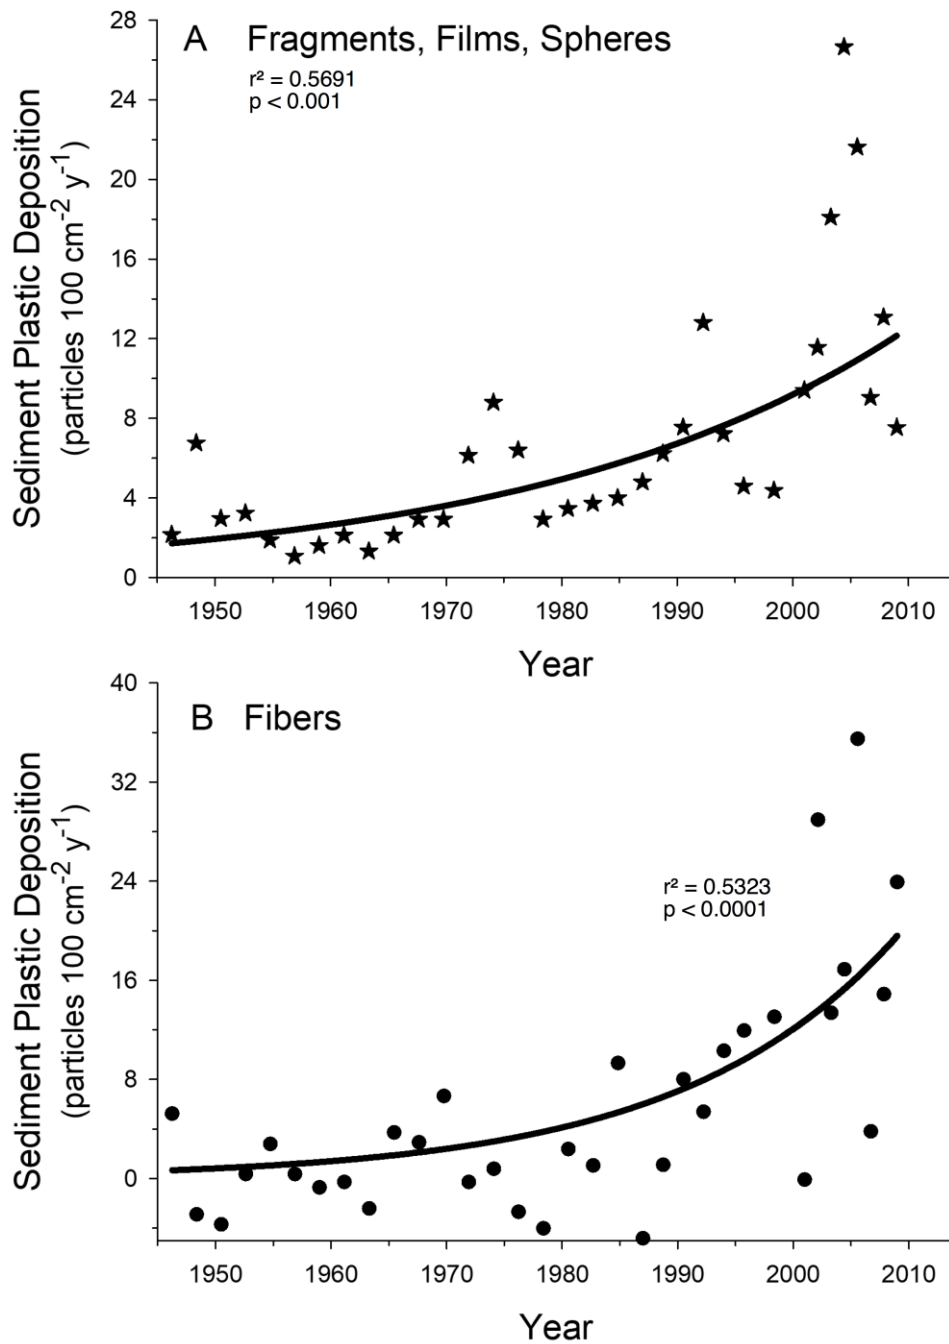 A Fragments, Films, Spheres
r² = 0.5691
p < 0.001
Sediment Plastic Deposition
(particles 100 cm⁻² y⁻¹)
28
24
20
16
12
8
4
0
1950 1960 1970 1980 1990 2000 2010
Year
B Fibers
r² = 0.5323
p < 0.0001
Sediment Plastic Deposition
(particles 100 cm⁻² y⁻¹)
40
32
24
16
8
0
1950 1960 1970 1980 1990 2000 2010
Year